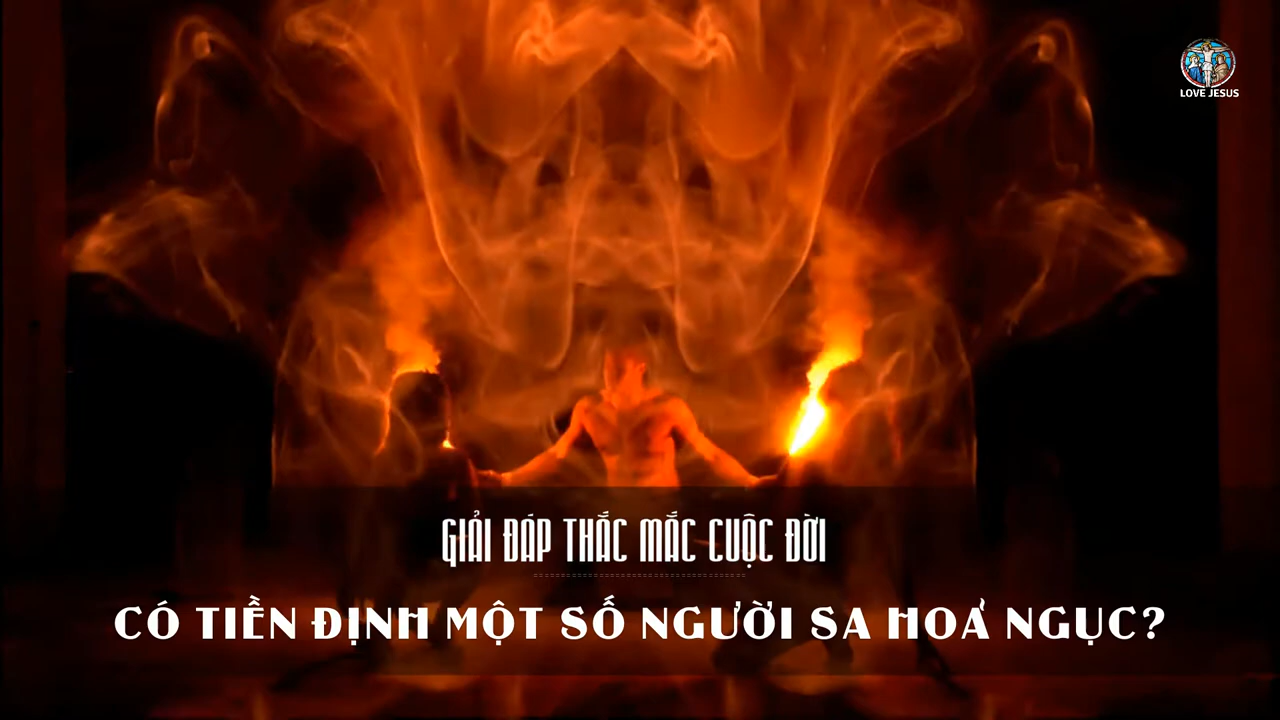 LOVE JESUS
GIẢI ĐÁP THẮC MẮC CUỘC ĐỜI
CÓ TIỀN ĐỊNH MỘT SỐ NGƯỜI SA HOẢ NGỤC?